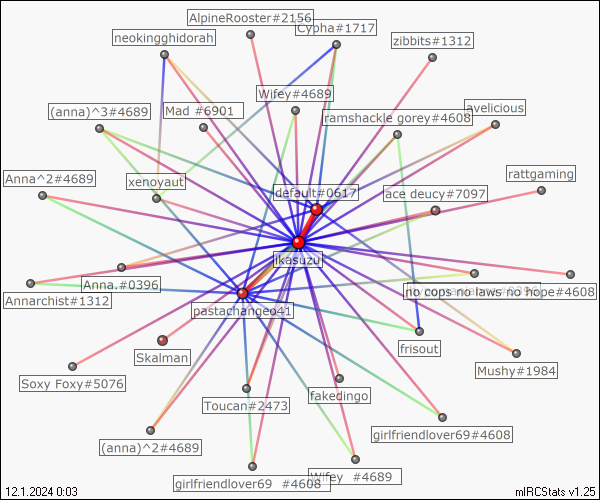 AlpineRooster#2156
Cypha#1717
neokingghidorah
zibbits#1312
Wifey#4689
(anna)^3#4689
Mad #6901
ramshackle gorey#4608
avelicious
Anna^2#4689
xenoyaut
default#0617
ace deucy#7097
rattgaming
ikasuzu
Anna.#0396
Annarchist#1312
no cops no laws no hope#4608
pastachangeo41
frisout
Skalman
Mushy#1984
Soxy Foxy#5076
fakedingo
Toucan#2473
girlfriendlover69#4608
(anna)^2#4689
girlfriendlover69 #4608
Wifey #4689
12.1.2024 0:03
mIRCStats v1.25